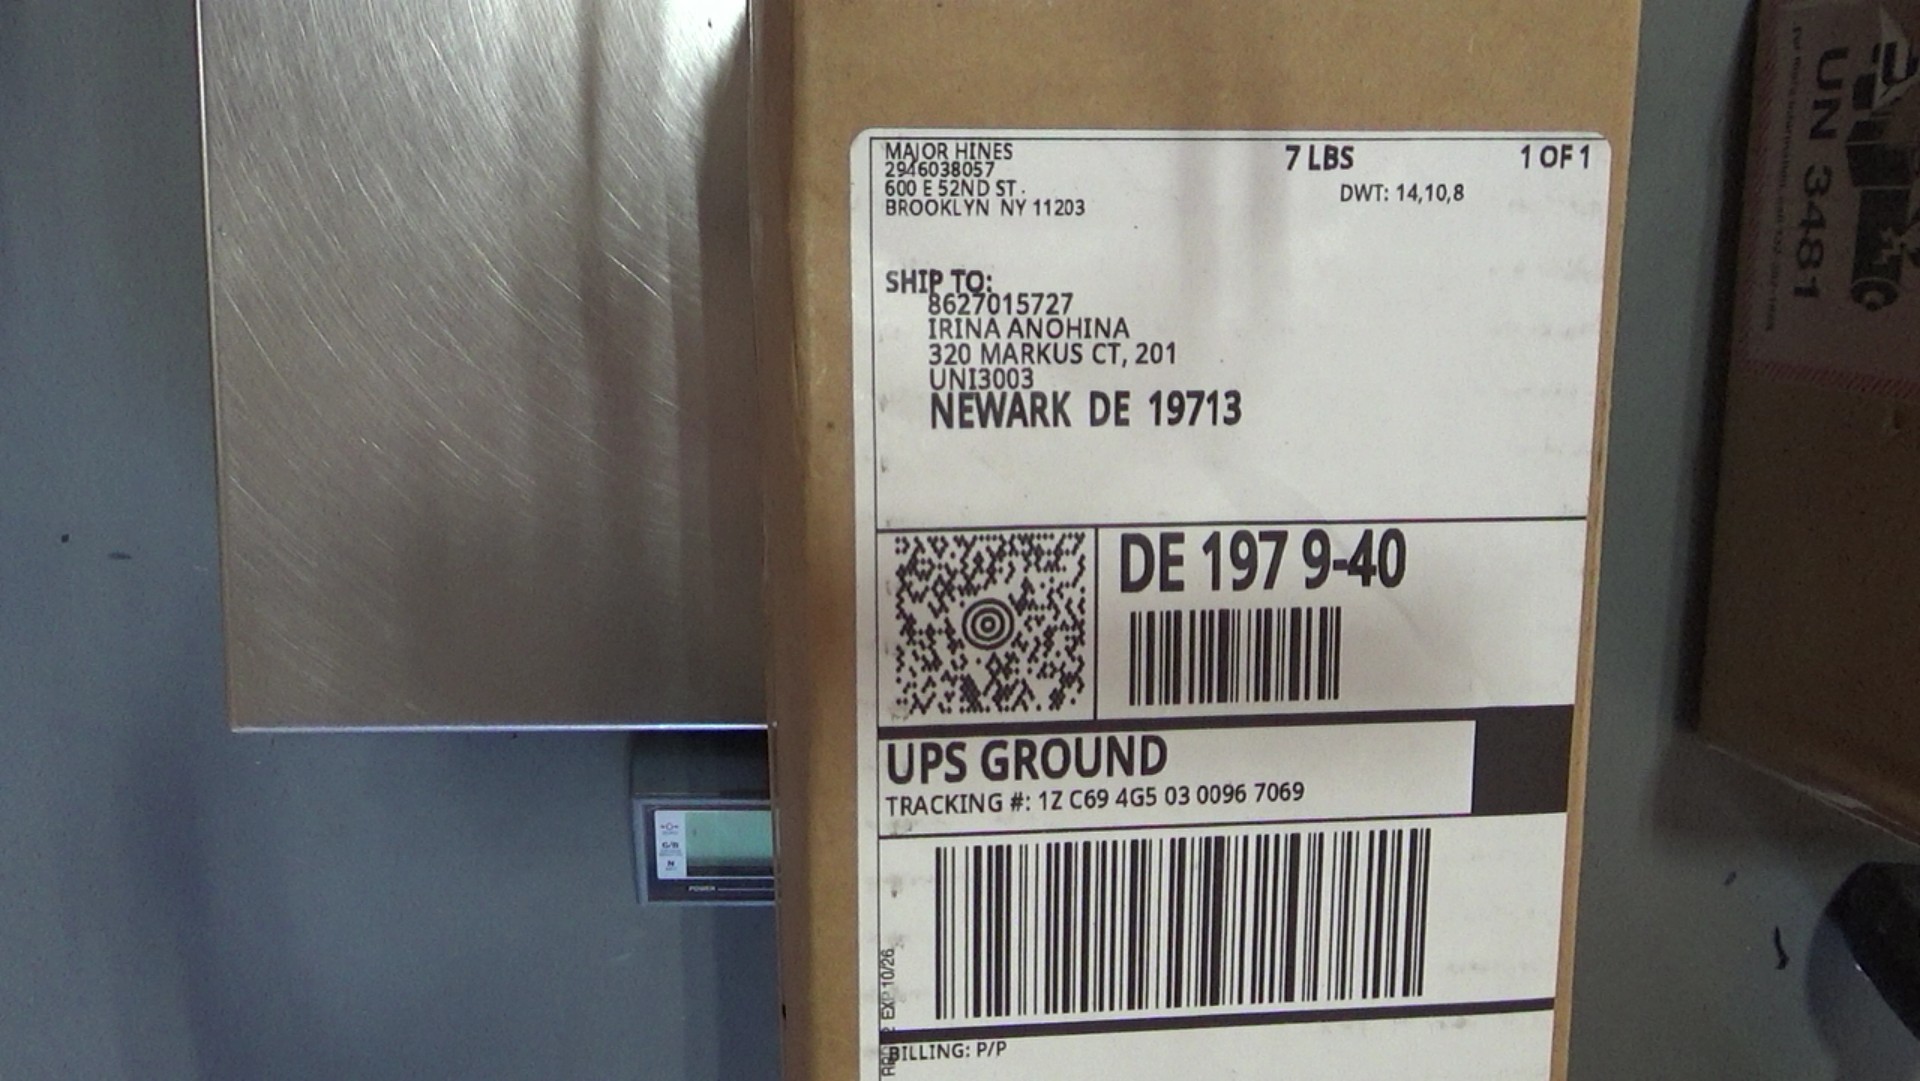 MAJOR HINES
2946038057
600 E 52ND ST.
BROOKLYN NY 11203
7 LBS
1 OF 1
DWT: 14,10,8
SHIP TO:
8627015727
IRINA ANOHINA
320 MARKUS CT, 201
UNI3003
NEWARK DE 19713
DE 197 9-40
UPS GROUND
TRACKING #: 1Z C69 4G5 03 0096 7069
EXP 10/26
BILLING: P/P
UN 3481
G/B
N
POWER